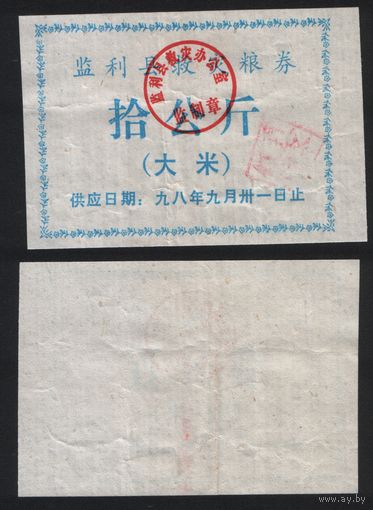 监利县救灾粮券
监利县救灾办公室
监制章
拾公斤
(大米)
供应日期：九八年九月卅一日止
ay.by